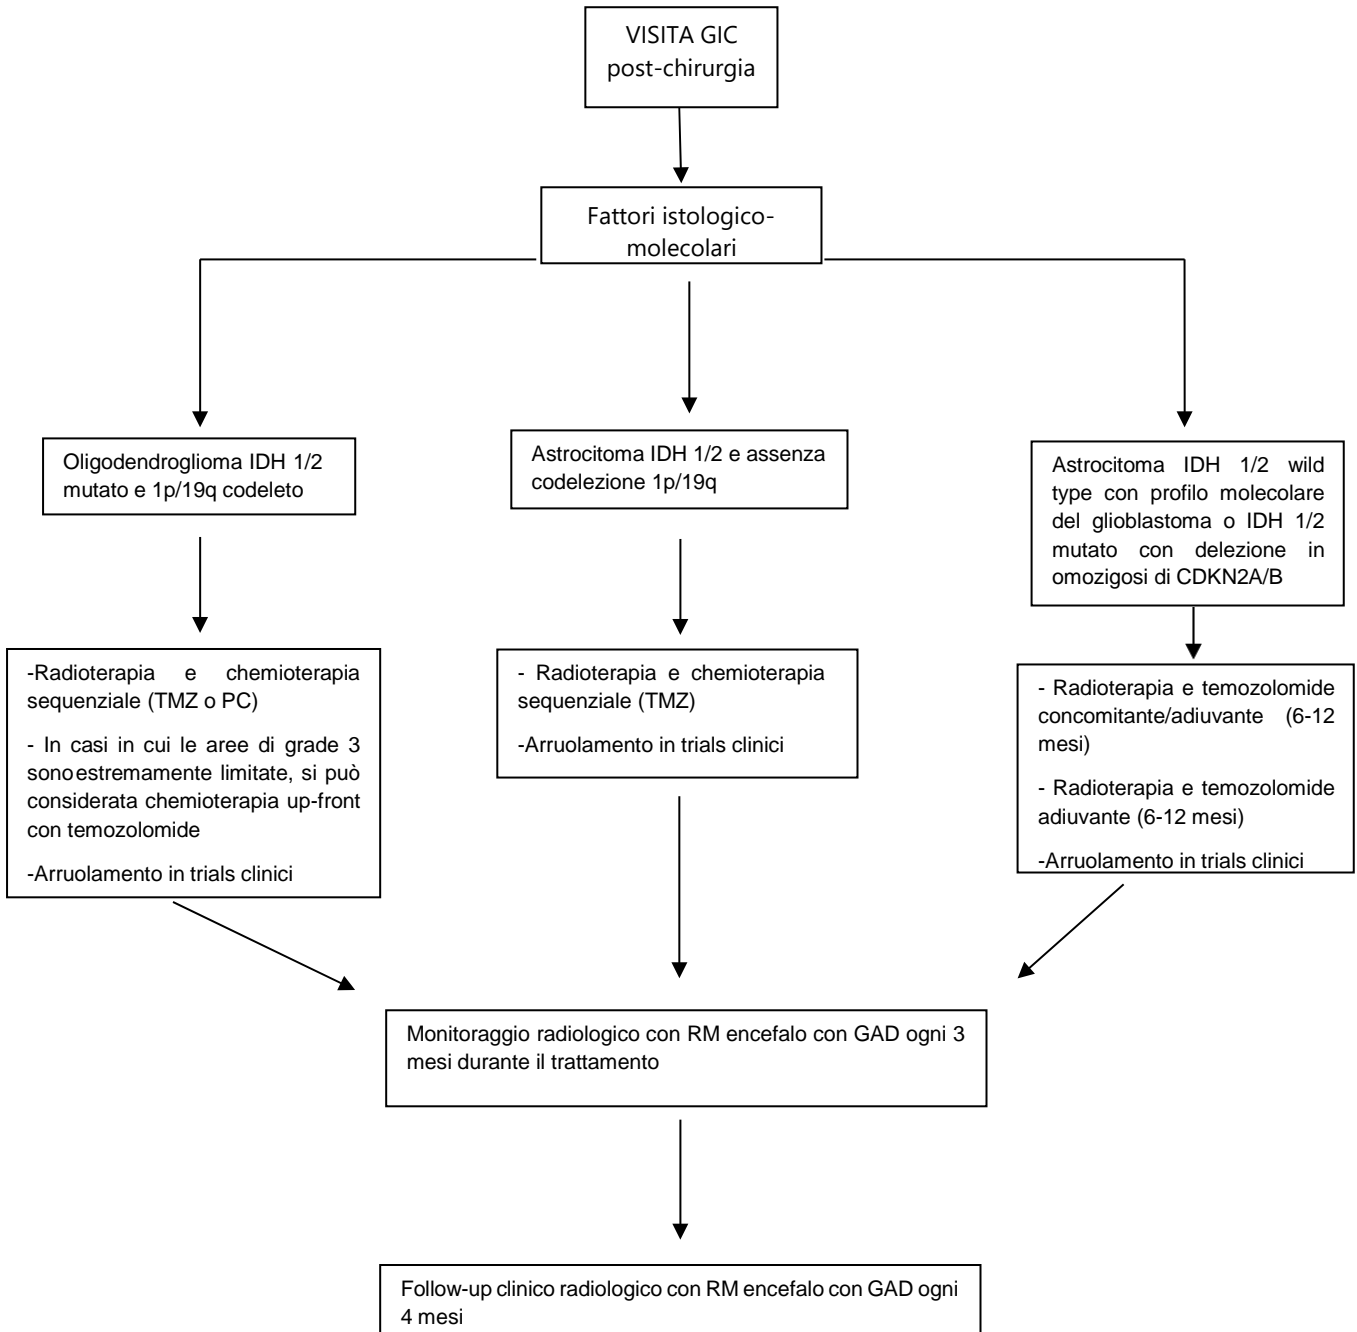 VISITA GIC
post-chirurgia
Fattori istologico-
molecolari
Oligodendroglioma IDH 1/2
mutato e 1p/19q codeleto
Astrocitoma IDH 1/2 e assenza
codelezione 1p/19q
Astrocitoma IDH 1/2 wild
type con profilo molecolare
del glioblastoma o IDH 1/2
mutato con delezione in
omozigosi di CDKN2A/B
-Radioterapia e chemioterapia
sequenziale (TMZ o PC)
- In casi in cui le aree di grade 3
sono estremamente limitate, si può
considerata chemioterapia up-front
con temozolomide
-Arruolamento in trials clinici
- Radioterapia e chemioterapia
sequenziale (TMZ)
-Arruolamento in trials clinici
- Radioterapia e temozolomide
concomitante/adiuvante (6-12
mesi)
- Radioterapia e temozolomide
adiuvante (6-12 mesi)
-Arruolamento in trials clinici
Monitoraggio radiologico con RM encefalo con GAD ogni 3
mesi durante il trattamento
Follow-up clinico radiologico con RM encefalo con GAD ogni
4 mesi